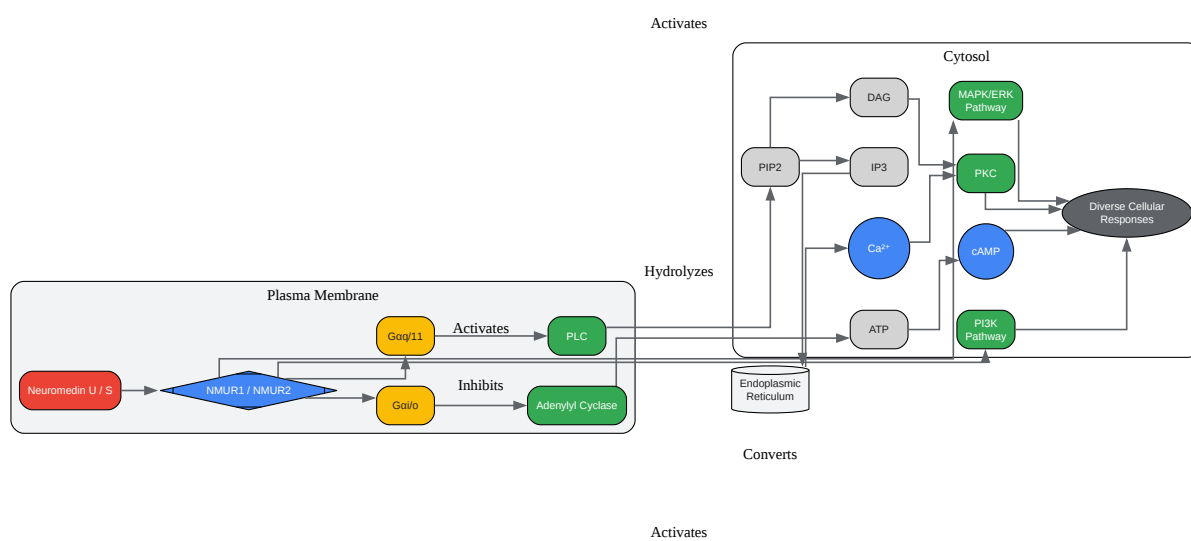 Activates
Cytosol
DAG
MAPK/ERK
Pathway
PIP2
IP3
PKC
Diverse Cellular
Responses
Ca²⁺
cAMP
Hydrolyzes
Plasma Membrane
Gαq/11
Activates
PLC
ATP
PI3K
Pathway
Neuromedin U / S
NMUR1 / NMUR2
Inhibits
Gαi/o
Adenylyl Cyclase
Endoplasmic
Reticulum
Converts
Activates